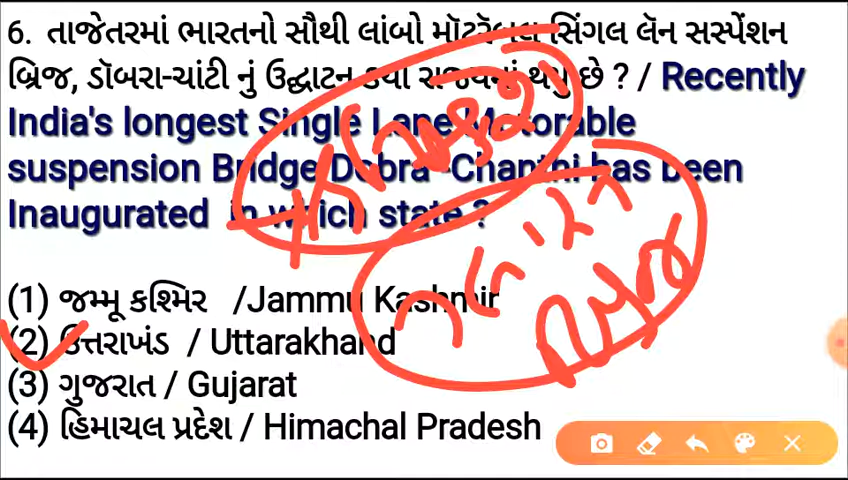 6. તાજેતરમાં ભારતનો સૌથી લાંબો મૉટરૅબલ સિંગલ લૅન સસ્પેંશન
બ્રિજ, ડૉબરા-ચાંટી નું ઉદ્ઘાટન કયા રાજયમાં થયું છે ? / Recently
India's longest Single Lane Motorable
suspension Bridge Dobra -Chanthi has been
Inaugurated in which state ?
(1) જમ્મૂ કશ્મિર /Jammu Kashmir
(2) ઉત્તરાખંડ / Uttarakhand
(3) ગુજરાત / Gujarat
(4) હિમાચલ પ્રદેશ / Himachal Pradesh